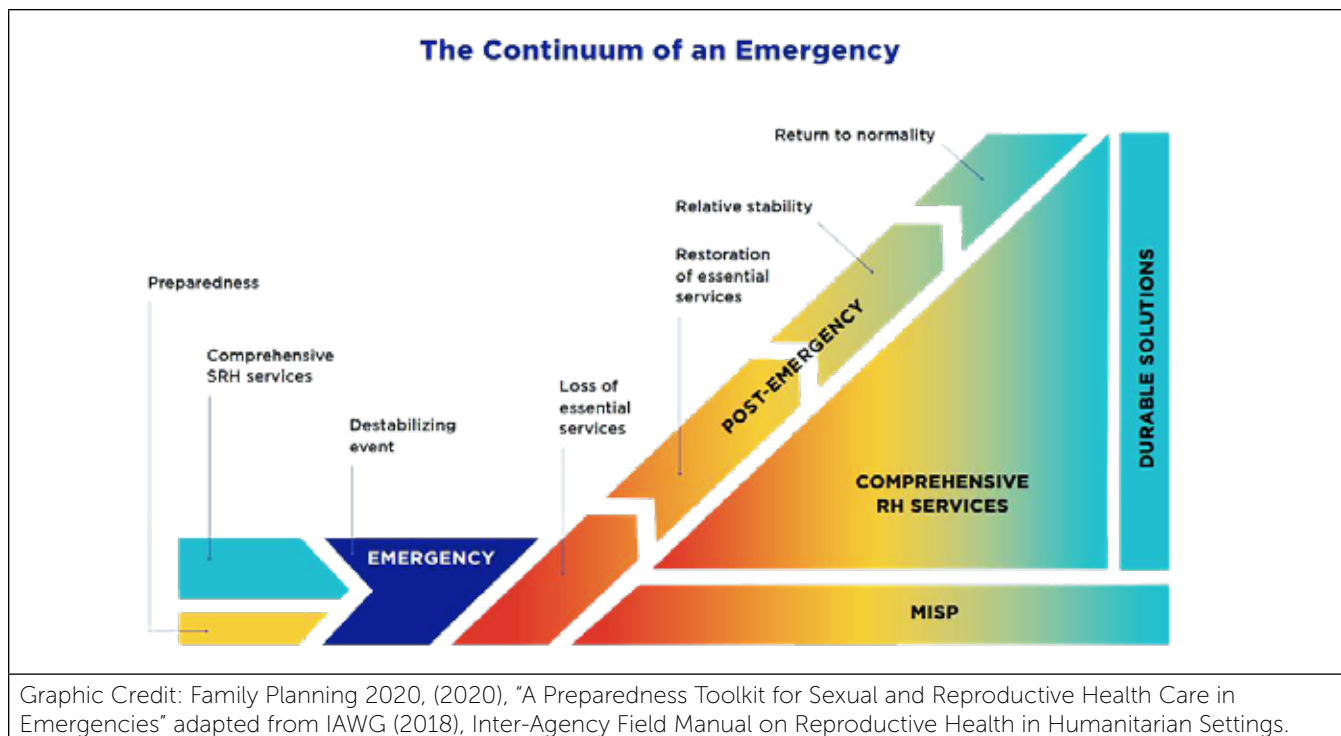 The Continuum of an Emergency
Return to normality
Relative stability
Restoration
of essential
services
Preparedness
Comprehensive
SRH services
Loss of
essential
services
Destabilizing
event
POST-EMERGENCY
EMERGENCY
COMPREHENSIVE
RH SERVICES
DURABLE SOLUTIONS
MISP
Graphic Credit: Family Planning 2020, (2020), "A Preparedness Toolkit for Sexual and Reproductive Health Care in
Emergencies" adapted from IAWG (2018), Inter-Agency Field Manual on Reproductive Health in Humanitarian Settings.